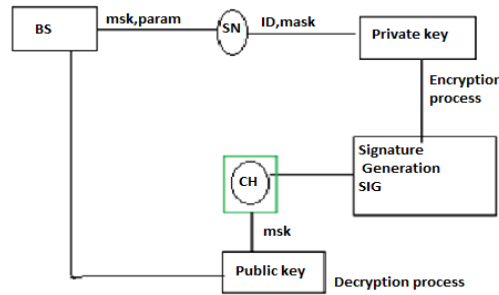 BS
msk,param
SN
ID,mask
Private key
Encryption
process
Signature
Generation
SIG
CH
msk
Public key
Decryption process